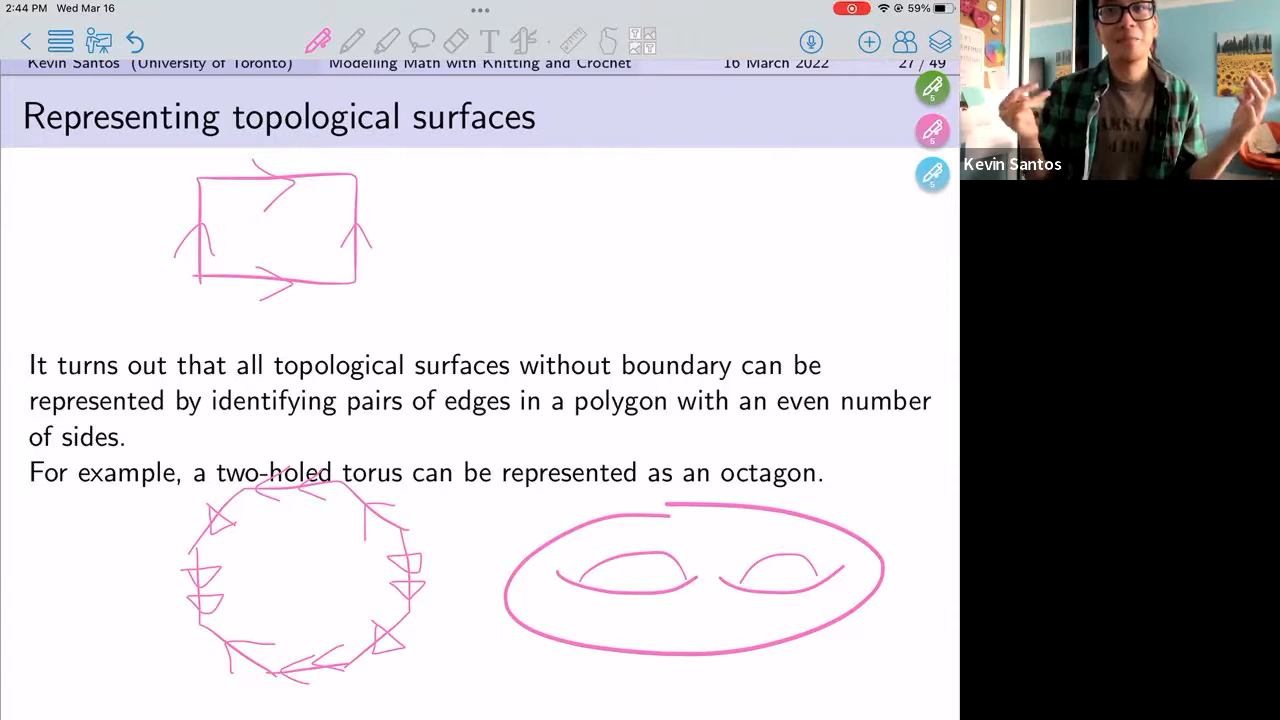 2:44 PM Wed Mar 16
59%
Kevin Santos (University of Toronto) Modelling Math with Knitting and Crochet 16 March 2022 27 / 49
Representing topological surfaces
5
5
5
Kevin Santos
It turns out that all topological surfaces without boundary can be
represented by identifying pairs of edges in a polygon with an even number
of sides.
For example, a two-holed torus can be represented as an octagon.